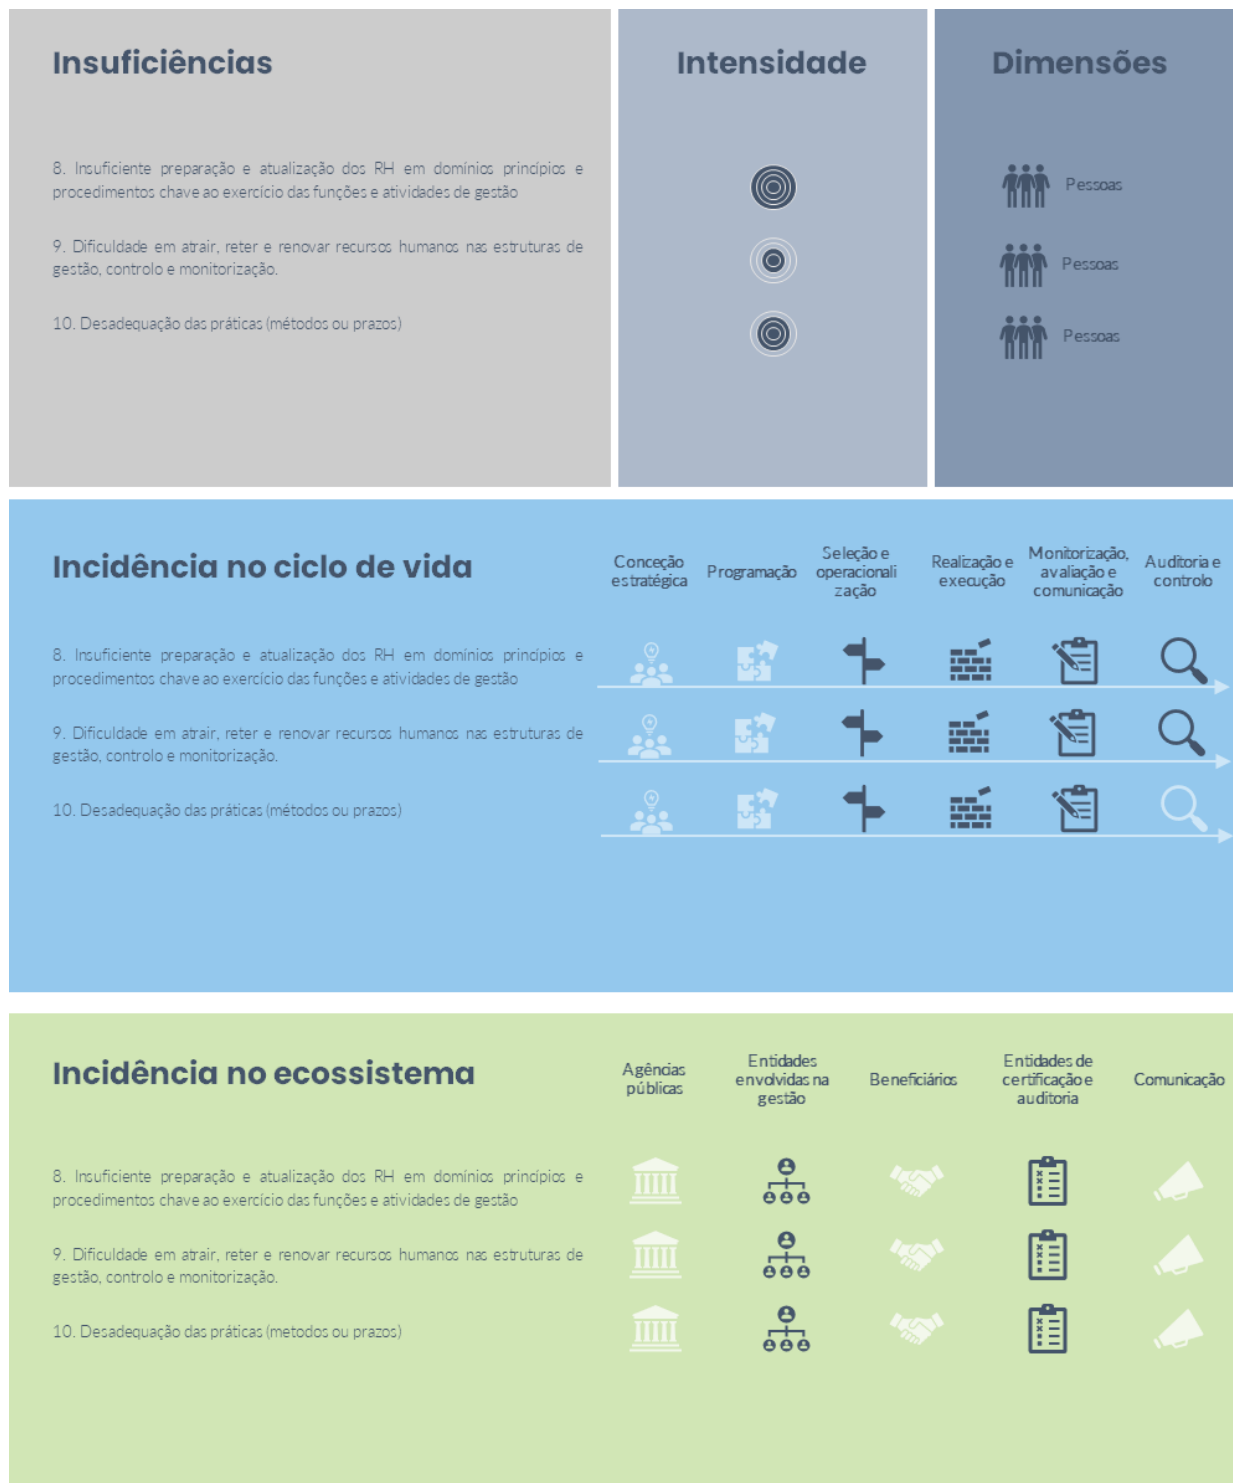 Insuficiências
Intensidade
Dimensões
8. Insuficiente preparação e atualização dos RH em domínios princípios e
procedimentos chave ao exercício das funções e atividades de gestão
Pessoas
9. Dificuldade em atrair, reter e renovar recursos humanos nas estruturas de
gestão, controlo e monitorização.
Pessoas
10. Desadequação das práticas (métodos ou prazos)
Pessoas
Incidência no ciclo de vida
Conceção
estratégica
Programação
Seleção e
operacionali
zação
Realização e
execução
Monitorização,
avaliação e
comunicação
Auditoria e
controlo
8. Insuficiente preparação e atualização dos RH em domínios princípios e
procedimentos chave ao exercício das funções e atividades de gestão
9. Dificuldade em atrair, reter e renovar recursos humanos nas estruturas de
gestão, controlo e monitorização.
10. Desadequação das práticas (métodos ou prazos)
Incidência no ecossistema
Agências
públicas
Entidades
envolvidas na
gestão
Beneficiários
Entidades de
certificação e
auditoria
Comunicação
8. Insuficiente preparação e atualização dos RH em domínios princípios e
procedimentos chave ao exercício das funções e atividades de gestão
9. Dificuldade em atrair, reter e renovar recursos humanos nas estruturas de
gestão, controlo e monitorização.
10. Desadequação das práticas (metodos ou prazos)